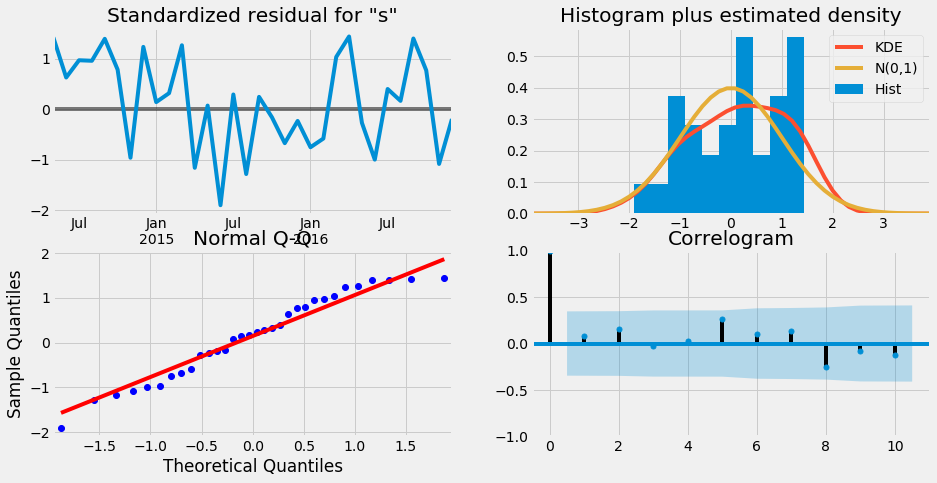 Standardized residual for "s"
1
0
−1
−2
Jul
Jan
2015
Jul
Jan
2016
Jul
Histogram plus estimated density
0.5
0.4
0.3
0.2
0.1
0.0
KDE
N(0,1)
Hist
−3 −2 −1 0 1 2 3
Normal Q-Q
Sample Quantiles
2
1
0
−1
−2
−1.5 −1.0 −0.5 0.0 0.5 1.0 1.5
Theoretical Quantiles
Correlogram
1.0
0.5
0.0
−0.5
−1.0
0 2 4 6 8 10